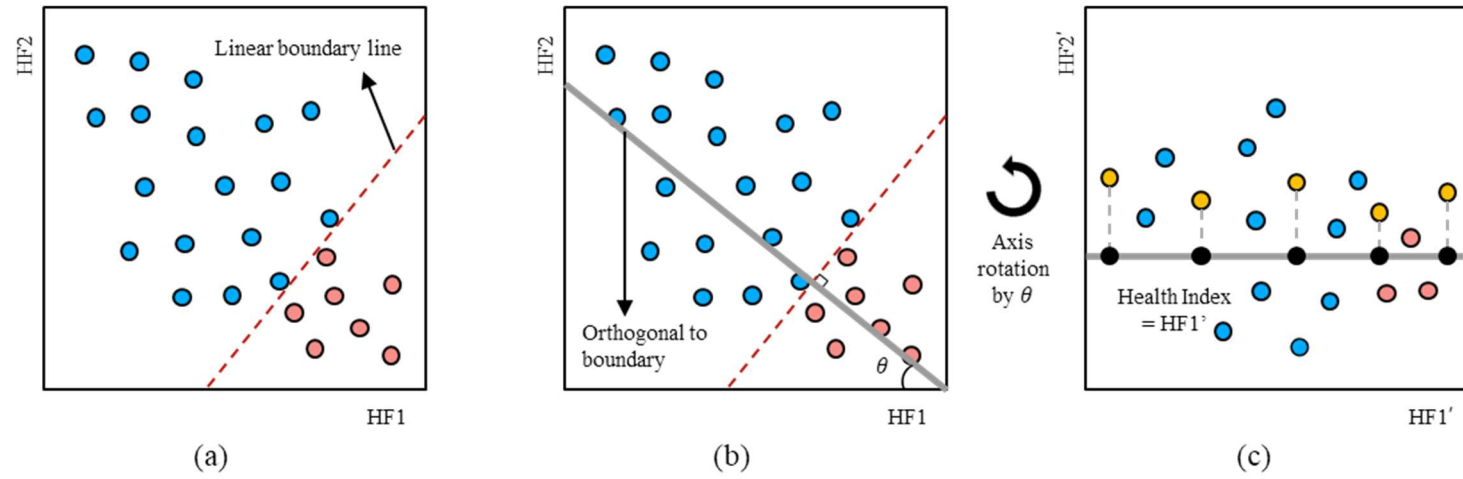 HF2
Linear boundary line
HF1
(a)
HF2
Orthogonal to
boundary
θ
HF1
(b)
Axis
rotation
by θ
HF2′
Health Index
= HF1’
HF1′
(c)